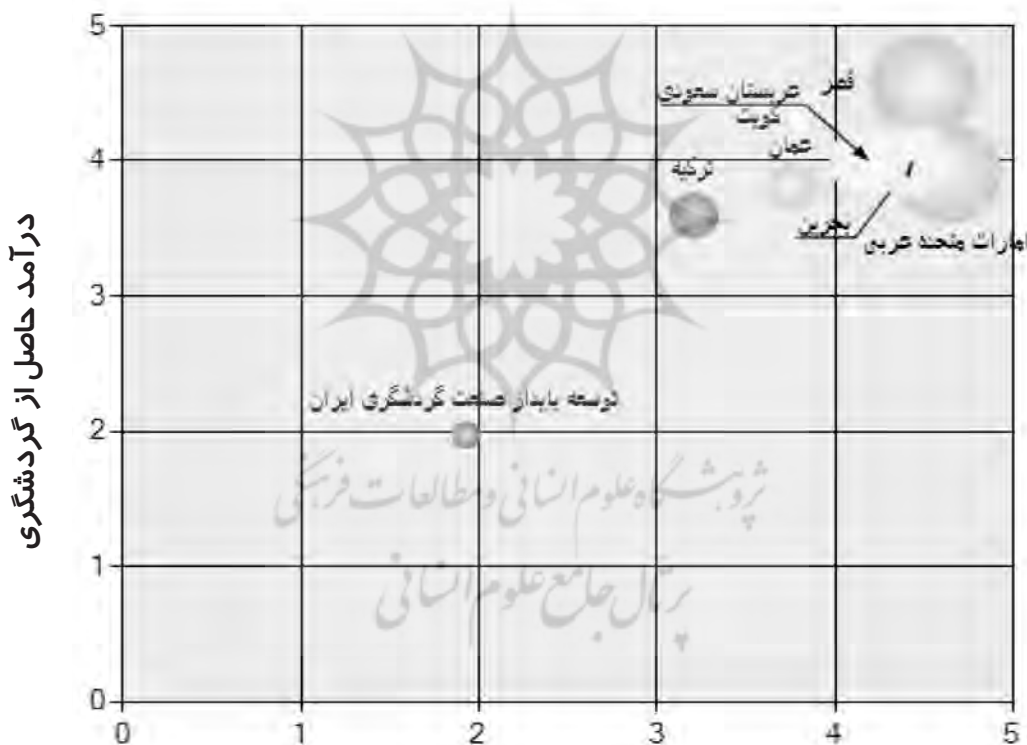 5
قصر
عربستان سعودی
کویت
4
عمان
ترکیه
بحرین
امارات متحده عربی
3
توسعه پایدار صنعت گردشگری ایران
2
پژوهشگاه علوم انسانی و مطالعات فرهنگی
1
پرتال جامع علوم انسانی
0
0 1 2 3 4 5
درآمد حاصل از گردشگری